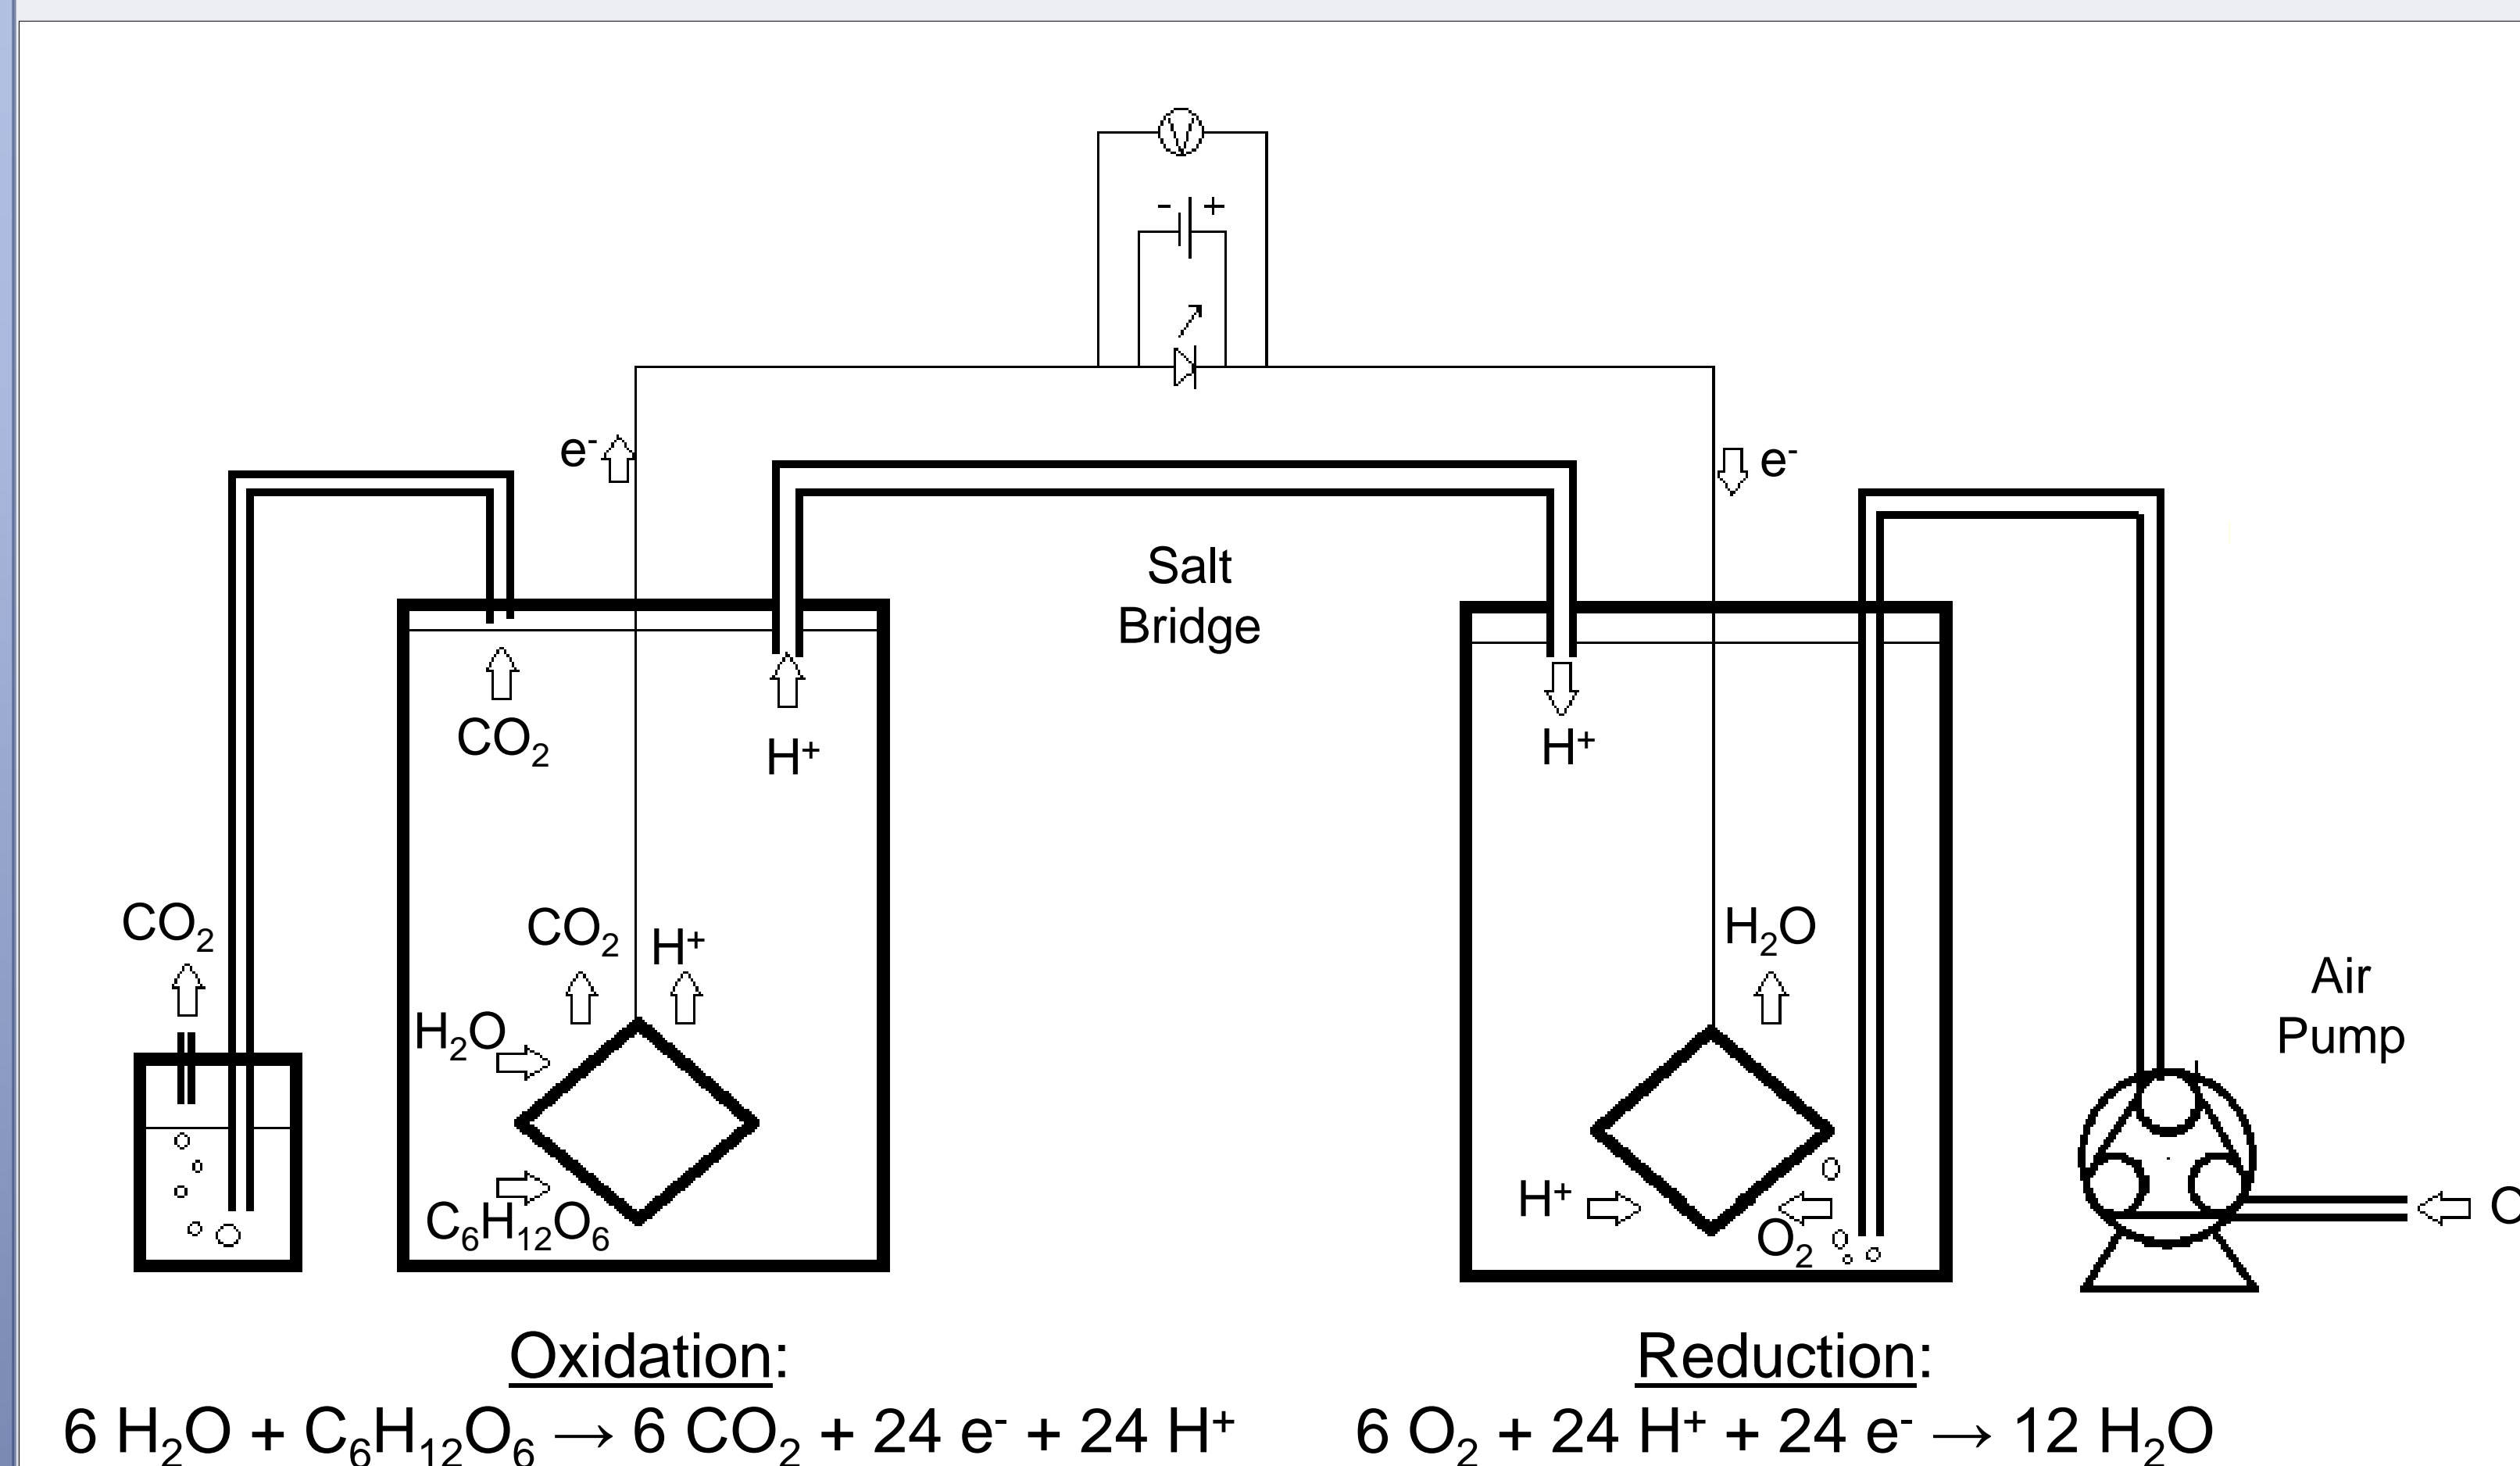 V
- +
e⁻
e⁻
Salt
Bridge
CO₂
H⁺
H⁺
CO₂
CO₂
H⁺
H₂O
Air
Pump
H₂O
C₆H₁₂O₆
H⁺
O₂
O
Oxidation:
Reduction:
6 H₂O + C₆H₁₂O₆ → 6 CO₂ + 24 e⁻ + 24 H⁺
6 O₂ + 24 H⁺ + 24 e⁻ → 12 H₂O